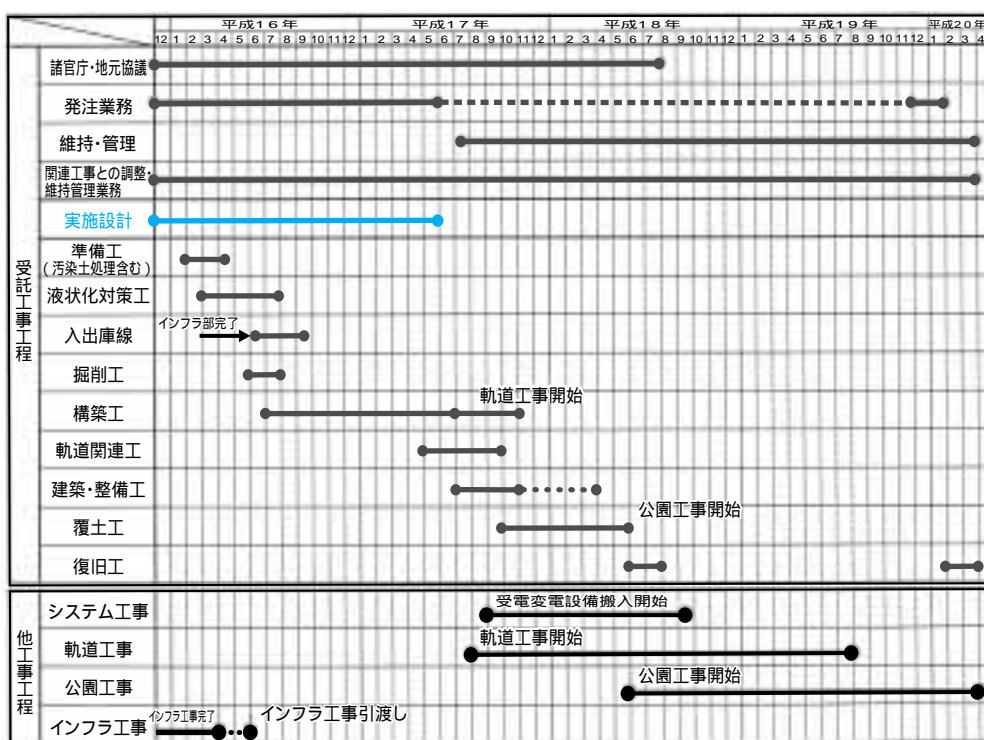 平成16年 平成17年 平成18年 平成19年 平成20年
12 1 2 3 4 5 6 7 8 9 10 11 12 1 2 3 4 5 6 7 8 9 10 11 12 1 2 3 4 5 6 7 8 9 10 11 12 1 2 3 4 5 6 7 8 9 10 11 12 1 2 3 4
受託工事工程
諸官庁・地元協議
発注業務
維持・管理
関連工事との調整・
維持管理業務
実施設計
準備工
(汚染土処理含む)
液状化対策工
入出庫線
インフラ部完了
掘削工
構築工
軌道工事開始
軌道関連工
建築・整備工
覆土工
公園工事開始
復旧工
他工事工程
システム工事
受電変電設備搬入開始
軌道工事
軌道工事開始
公園工事
公園工事開始
インフラ工事
インフラ工事完了
インフラ工事引渡し